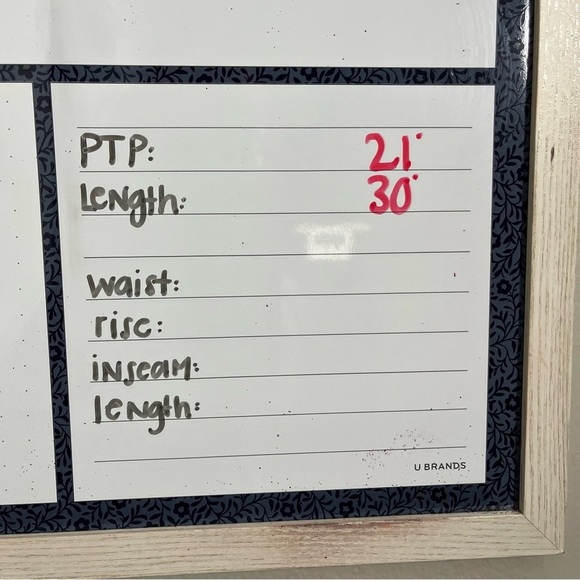 PTP: 21"
Length: 30"
waist:
rise:
inseam:
length:
U BRANDS